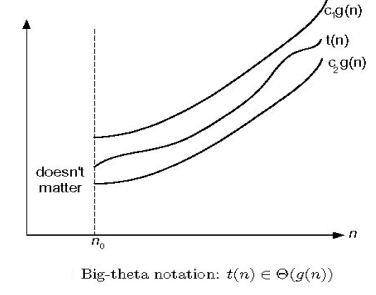 c₁g(n)
t(n)
c₂g(n)
doesn't
matter
n
n₀
Big-theta notation: t(n) ∈ Θ(g(n))